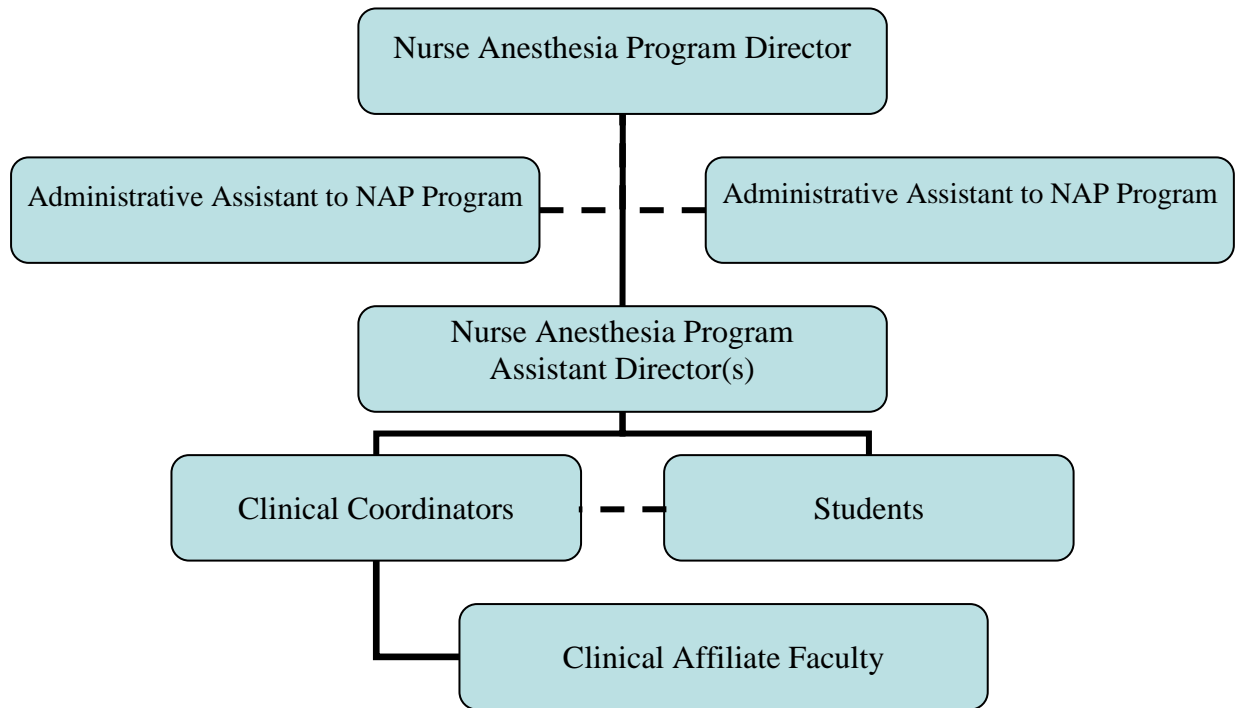 Nurse Anesthesia Program Director
Administrative Assistant to NAP Program
Administrative Assistant to NAP Program
Nurse Anesthesia Program
Assistant Director(s)
Clinical Coordinators
Students
Clinical Affiliate Faculty